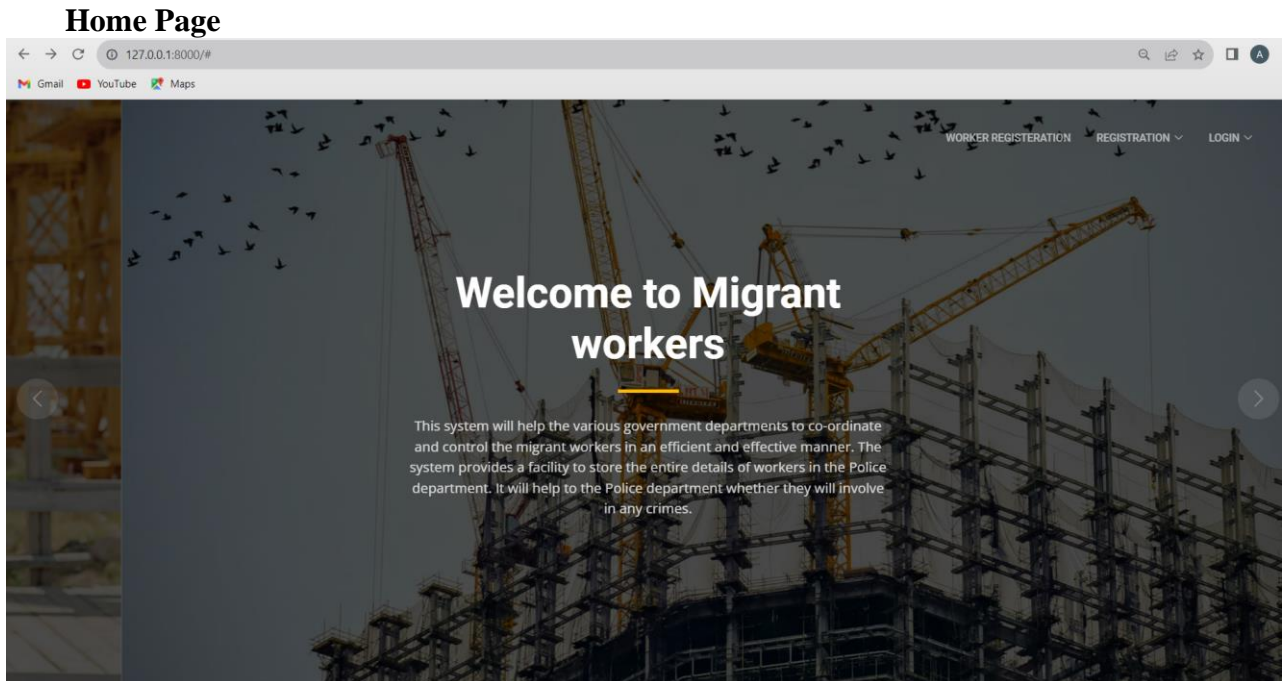 Home Page
127.0.0.1:8000/#
A
Gmail YouTube Maps
WORKER REGISTERATION REGISTRATION LOGIN
Welcome to Migrant
workers
This system will help the various government departments to co-ordinate
and control the migrant workers in an efficient and effective manner. The
system provides a facility to store the entire details of workers in the Police
department. It will help to the Police department whether they will involve
in any crimes.